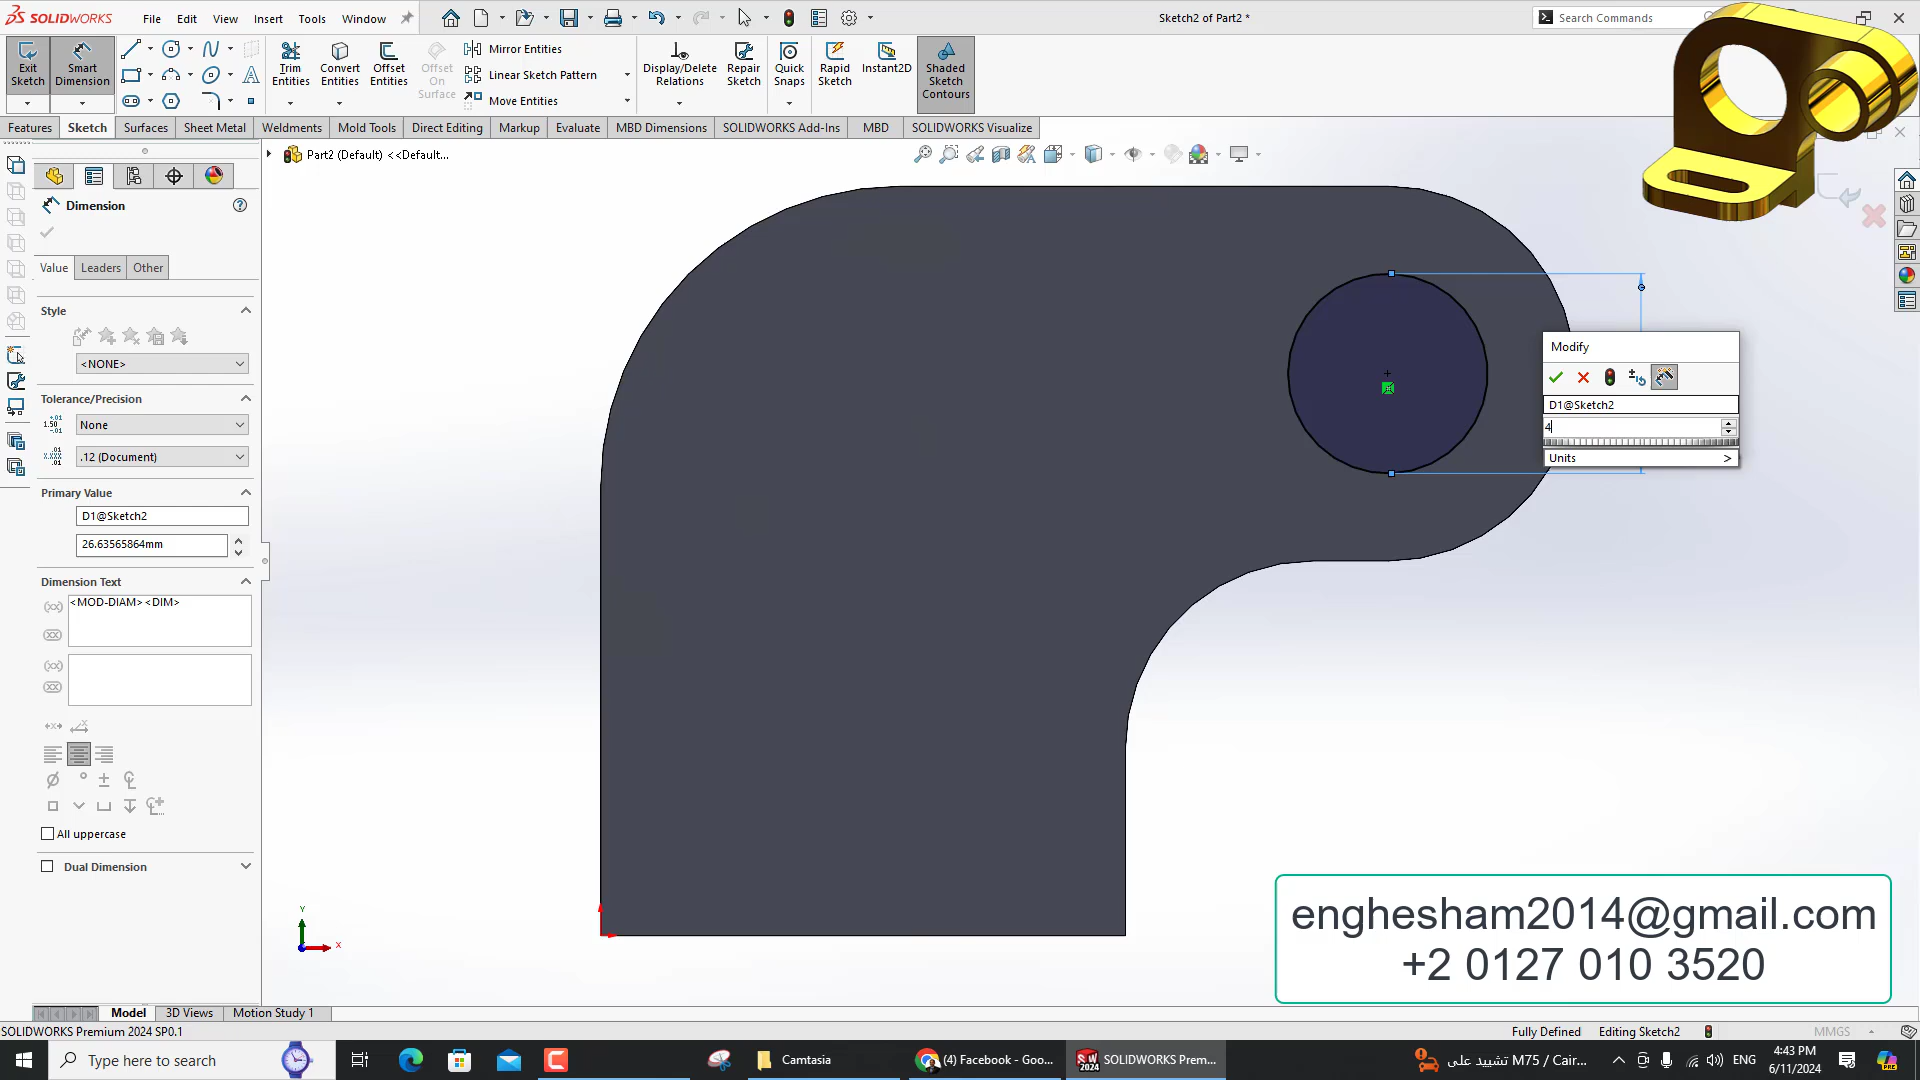 SOLIDWORKS
File
Edit
View
Insert
Tools
Window
Sketch2 of Part2 *
Search Commands
Exit Sketch
Smart Dimension
Trim Entities
Convert Entities
Offset Entities
Offset On Surface
Mirror Entities
Linear Sketch Pattern
Move Entities
Display/Delete Relations
Repair Sketch
Quick Snaps
Rapid Sketch
Instant2D
Shaded Sketch Contours
Features
Sketch
Surfaces
Sheet Metal
Weldments
Mold Tools
Direct Editing
Markup
Evaluate
MBD Dimensions
SOLIDWORKS Add-Ins
MBD
SOLIDWORKS Visualize
Part2 (Default) <<Default...
Dimension
Value
Leaders
Other
Style
<NONE>
Tolerance/Precision
None
.12 (Document)
Primary Value
D1@Sketch2
26.63565864mm
Dimension Text
<MOD-DIAM><DIM>
All uppercase
Dual Dimension
Modify
D1@Sketch2
4
Units
>
Y
X
enghesham2014@gmail.com
+2 0127 010 3520
Model
3D Views
Motion Study 1
SOLIDWORKS Premium 2024 SP0.1
Fully Defined
Editing Sketch2
MMGS
Type here to search
Camtasia
(4) Facebook - Goo...
SOLIDWORKS Prem...
تشييد على M75 / Cair...
ENG
4:43 PM
6/11/2024